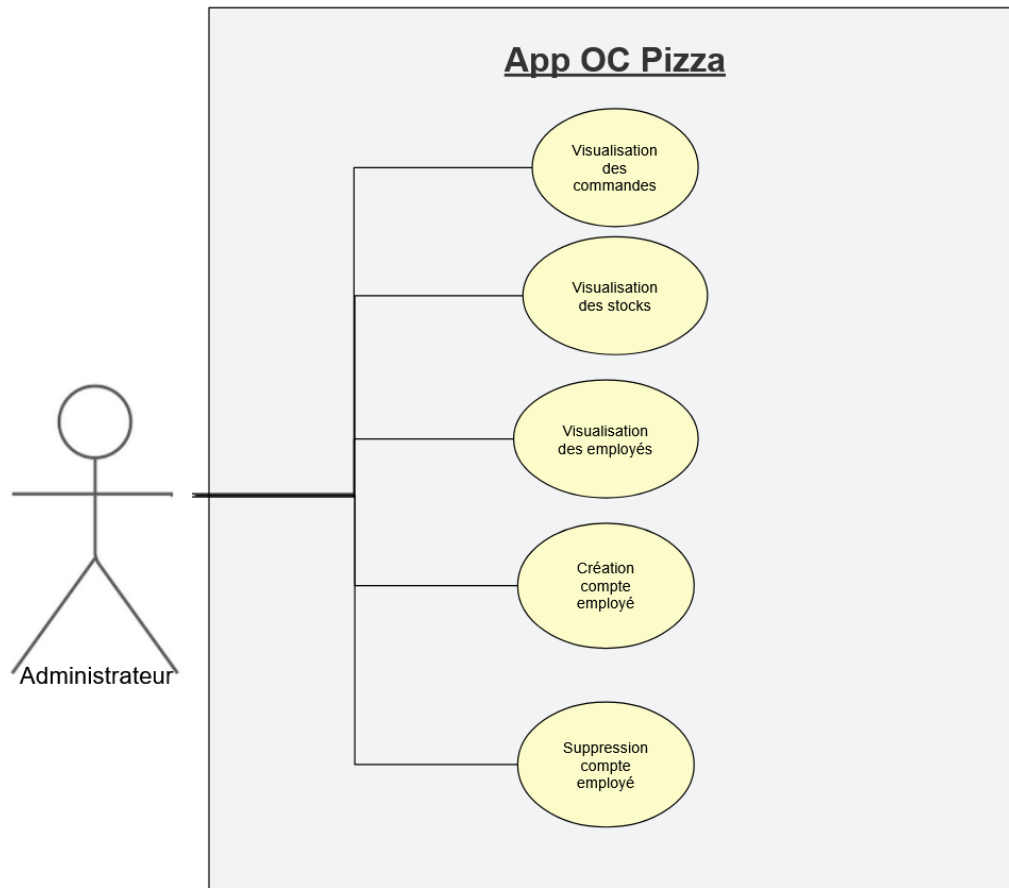 App OC Pizza
Visualisation
des
commandes
Visualisation
des stocks
Visualisation
des employés
Création
compte
employé
Administrateur
Suppression
compte
employé